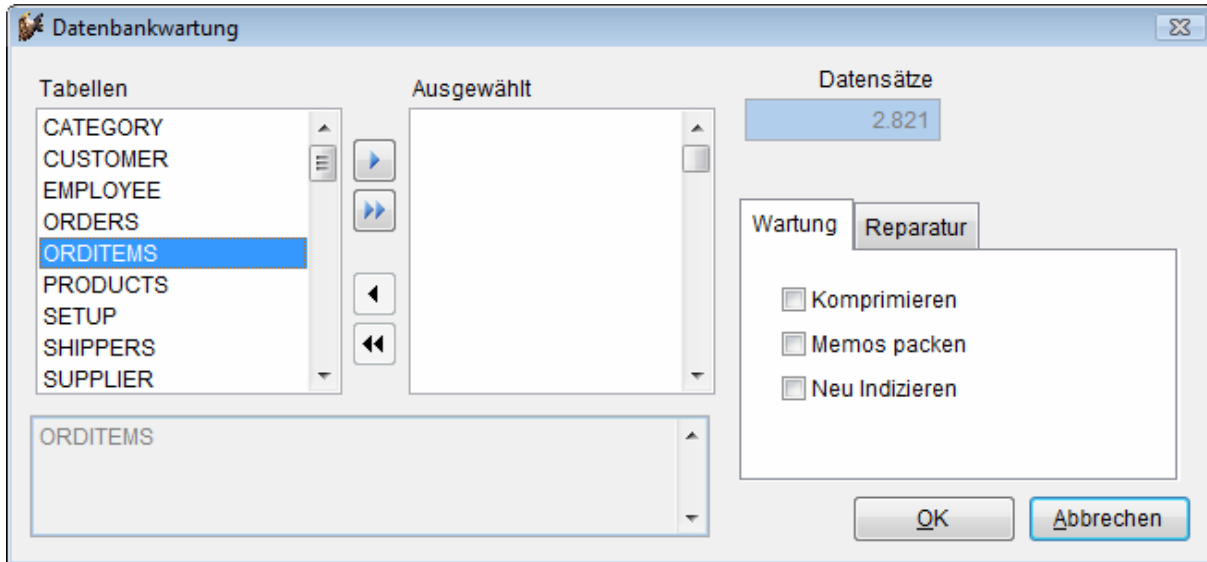 Datenbankwartung
Tabellen
CATEGORY
CUSTOMER
EMPLOYEE
ORDERS
ORDITEMS
PRODUCTS
SETUP
SHIPPERS
SUPPLIER
Ausgewählt
Datensätze
2.821
Wartung
Reparatur
Komprimieren
Memos packen
Neu Indizieren
ORDITEMS
OK
Abbrechen